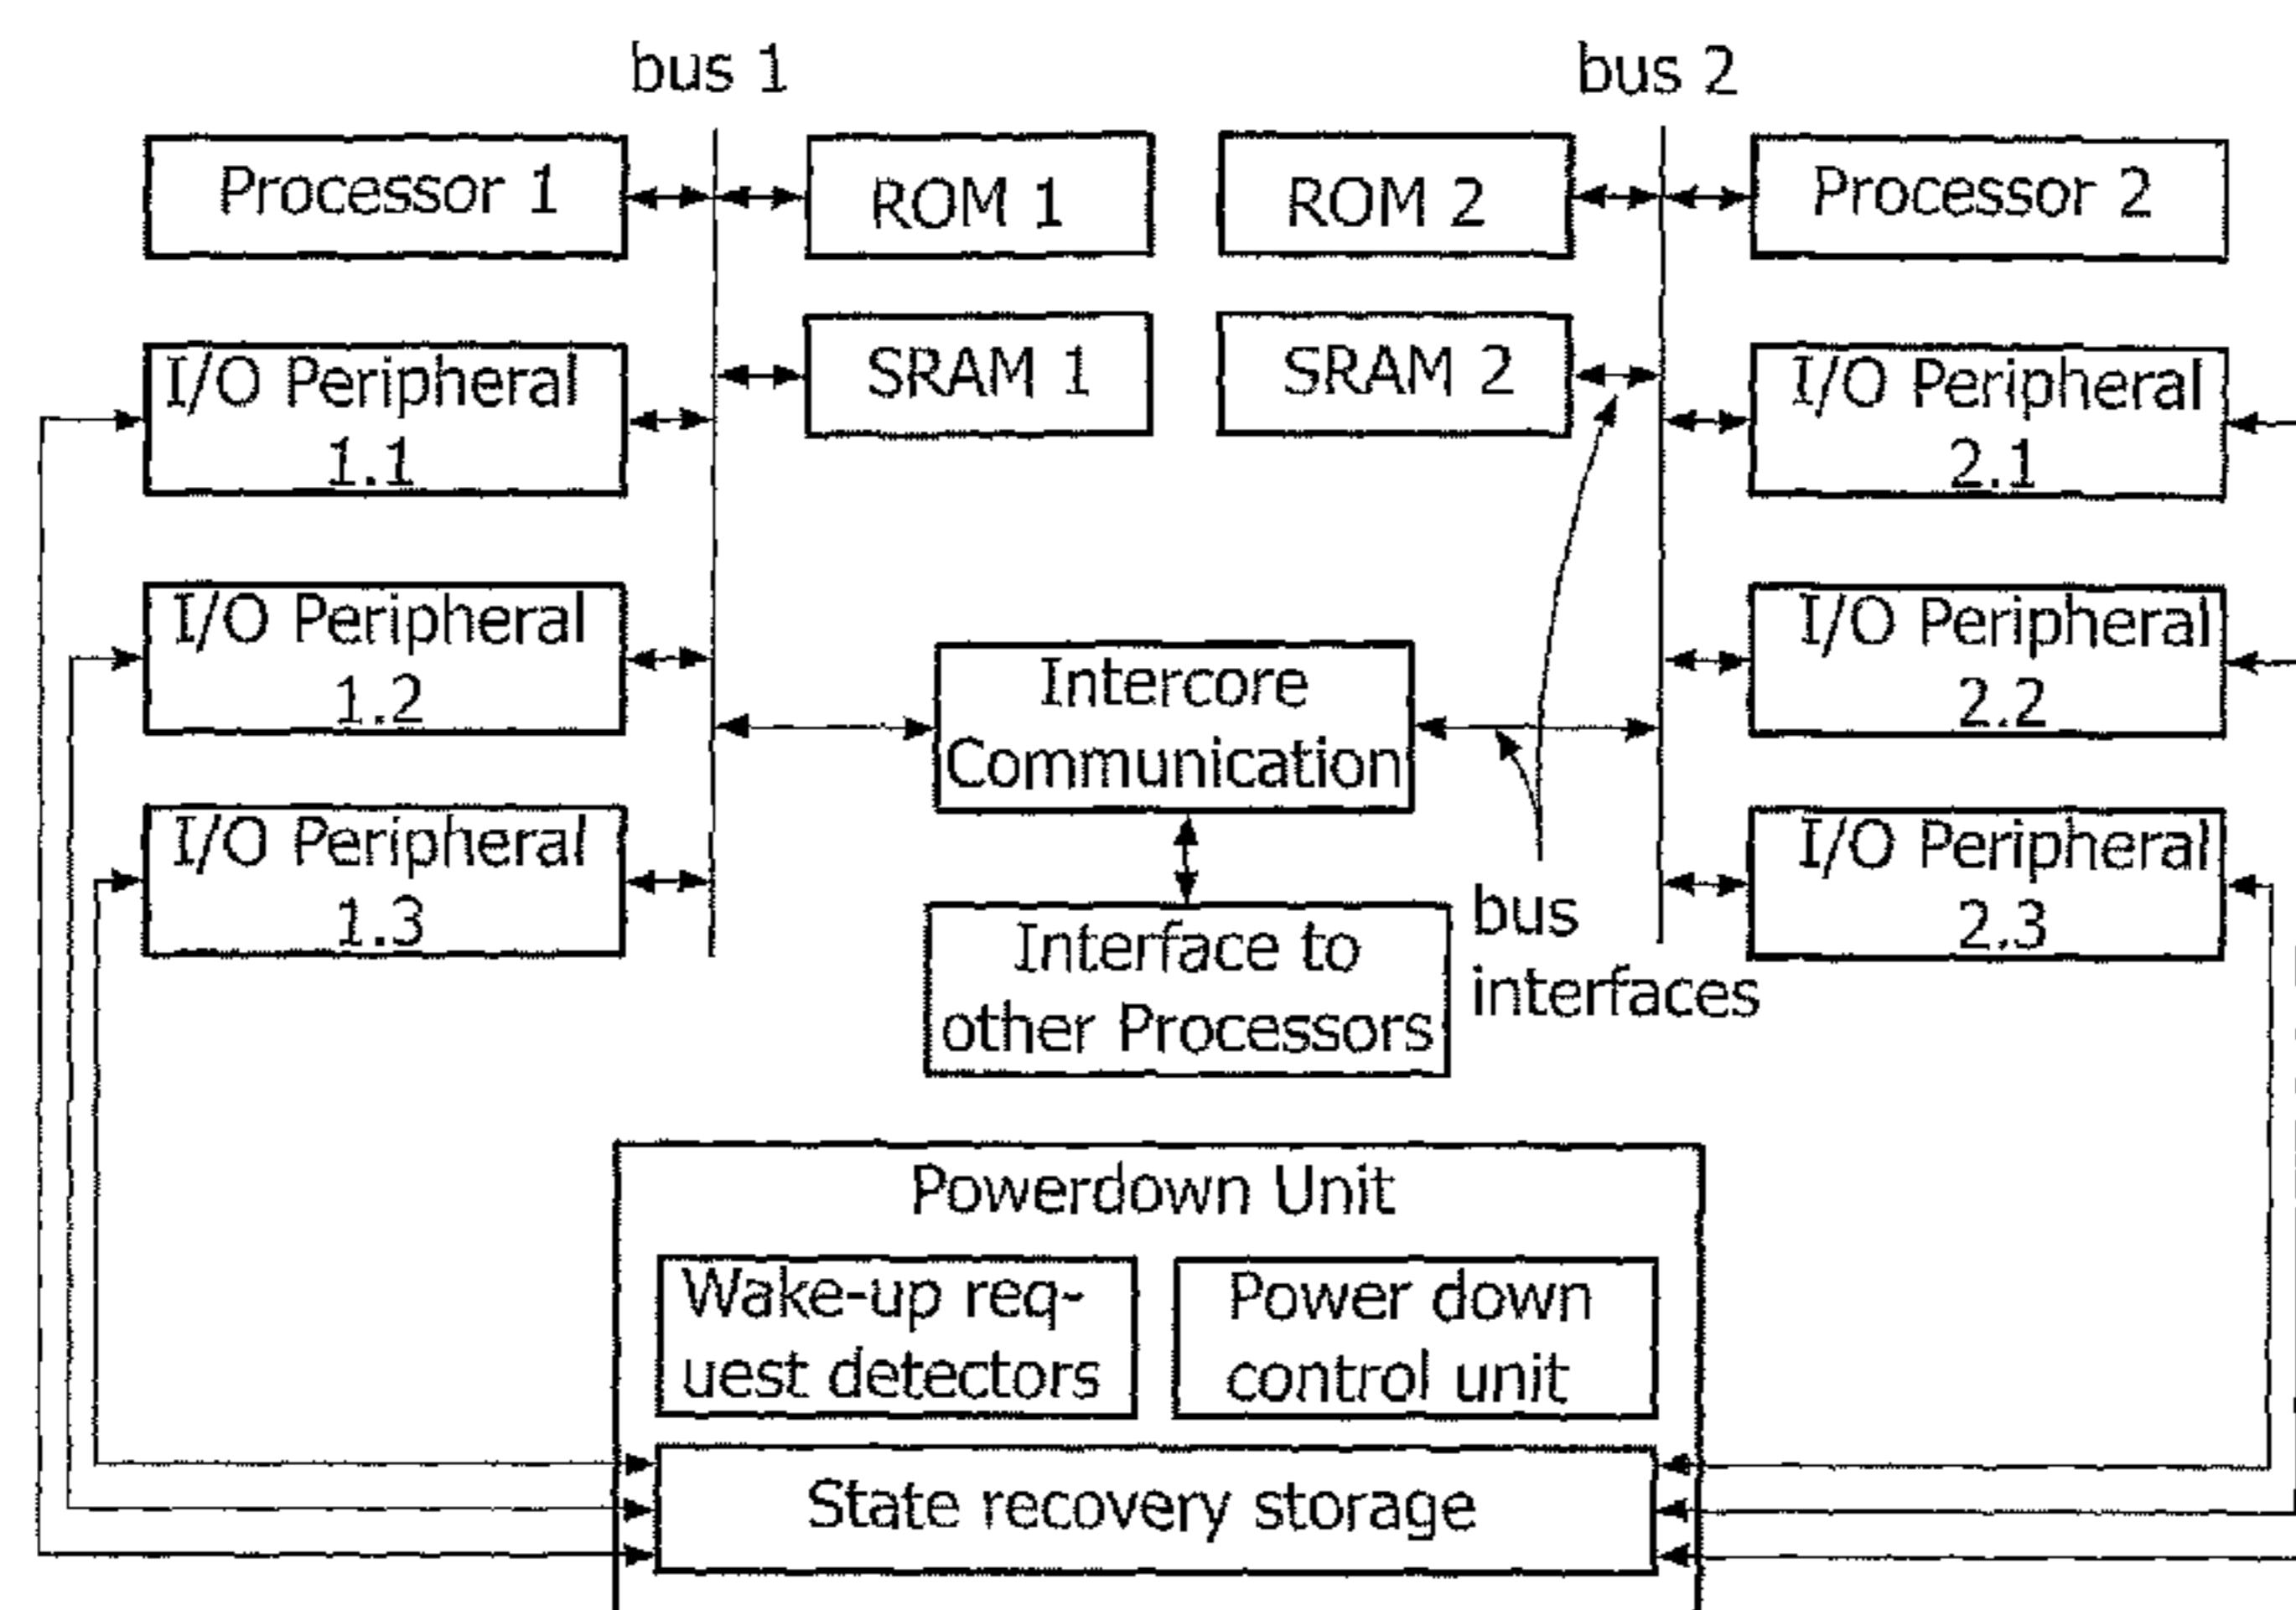 bus 1
bus 2
Processor 1
ROM 1
ROM 2
Processor 2
I/O Peripheral
1.1
SRAM 1
SRAM 2
I/O Peripheral
2.1
I/O Peripheral
1.2
Intercore
Communication
I/O Peripheral
2.2
I/O Peripheral
1.3
Interface to
other Processors
bus
interfaces
I/O Peripheral
2.3
Powerdown Unit
Wake-up req-
uest detectors
Power down
control unit
State recovery storage